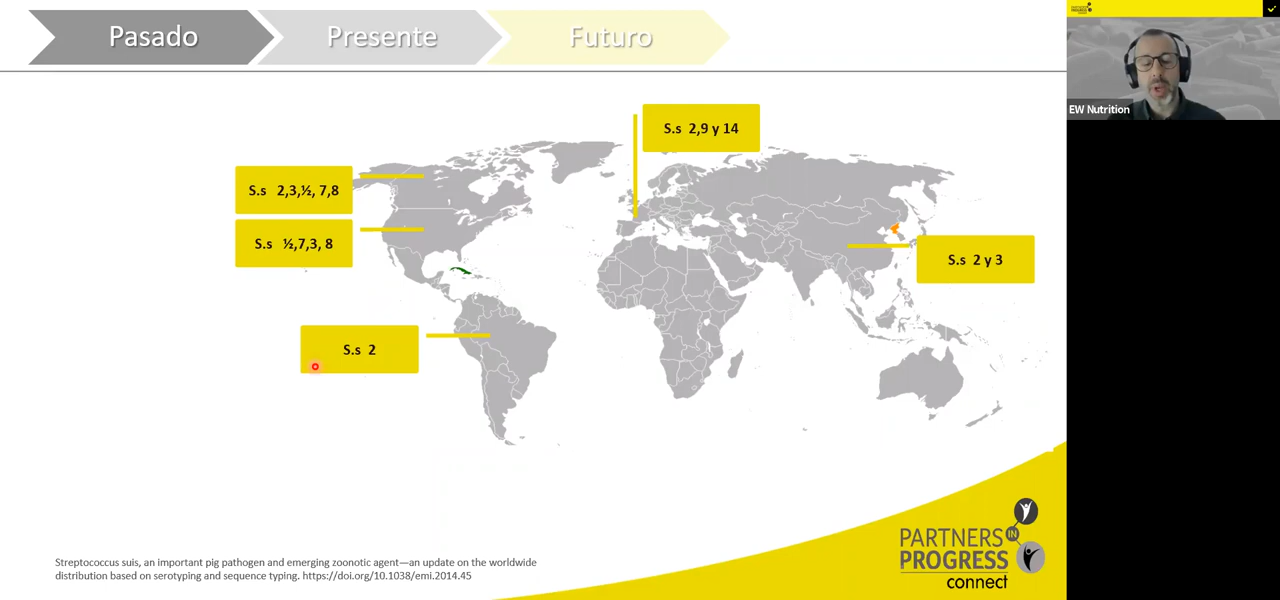 Pasado
Presente
Futuro
S.s 2,9 y 14
S.s 2,3,½, 7,8
S.s ½,7,3, 8
S.s 2 y 3
S.s 2
Streptococcus suis, an important pig pathogen and emerging zoonotic agent—an update on the worldwide
distribution based on serotyping and sequence typing. https://doi.org/10.1038/emi.2014.45
PARTNERS
IN
PROGRESS
connect
EW Nutrition